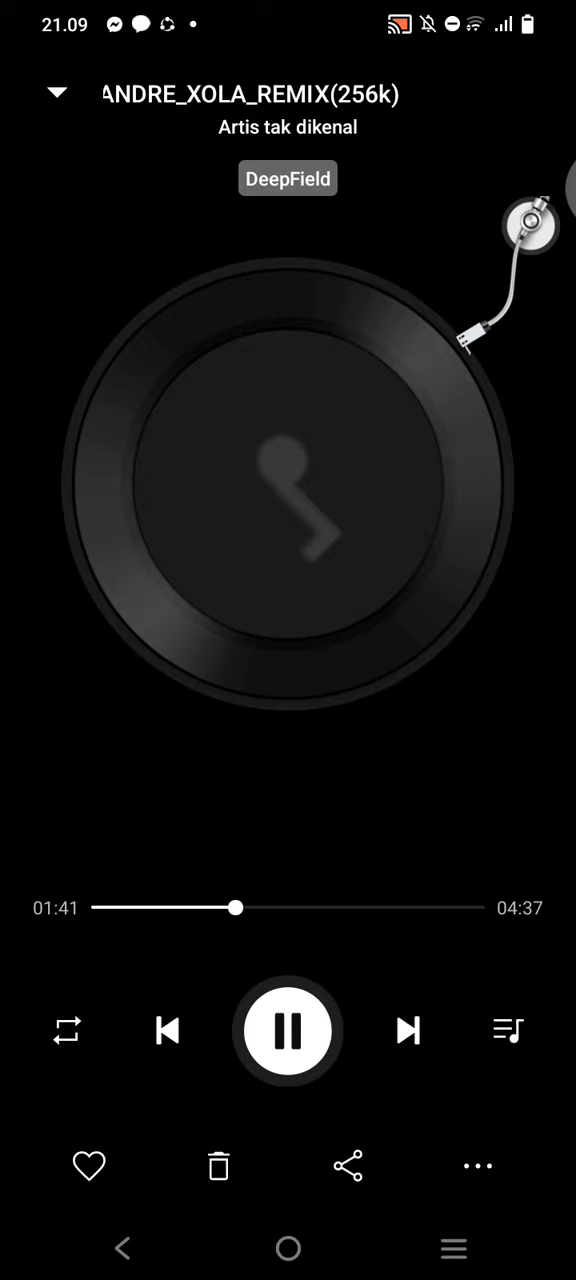 21.09
ANDRE_XOLA_REMIX(256k)
Artis tak dikenal
DeepField
01:41
04:37